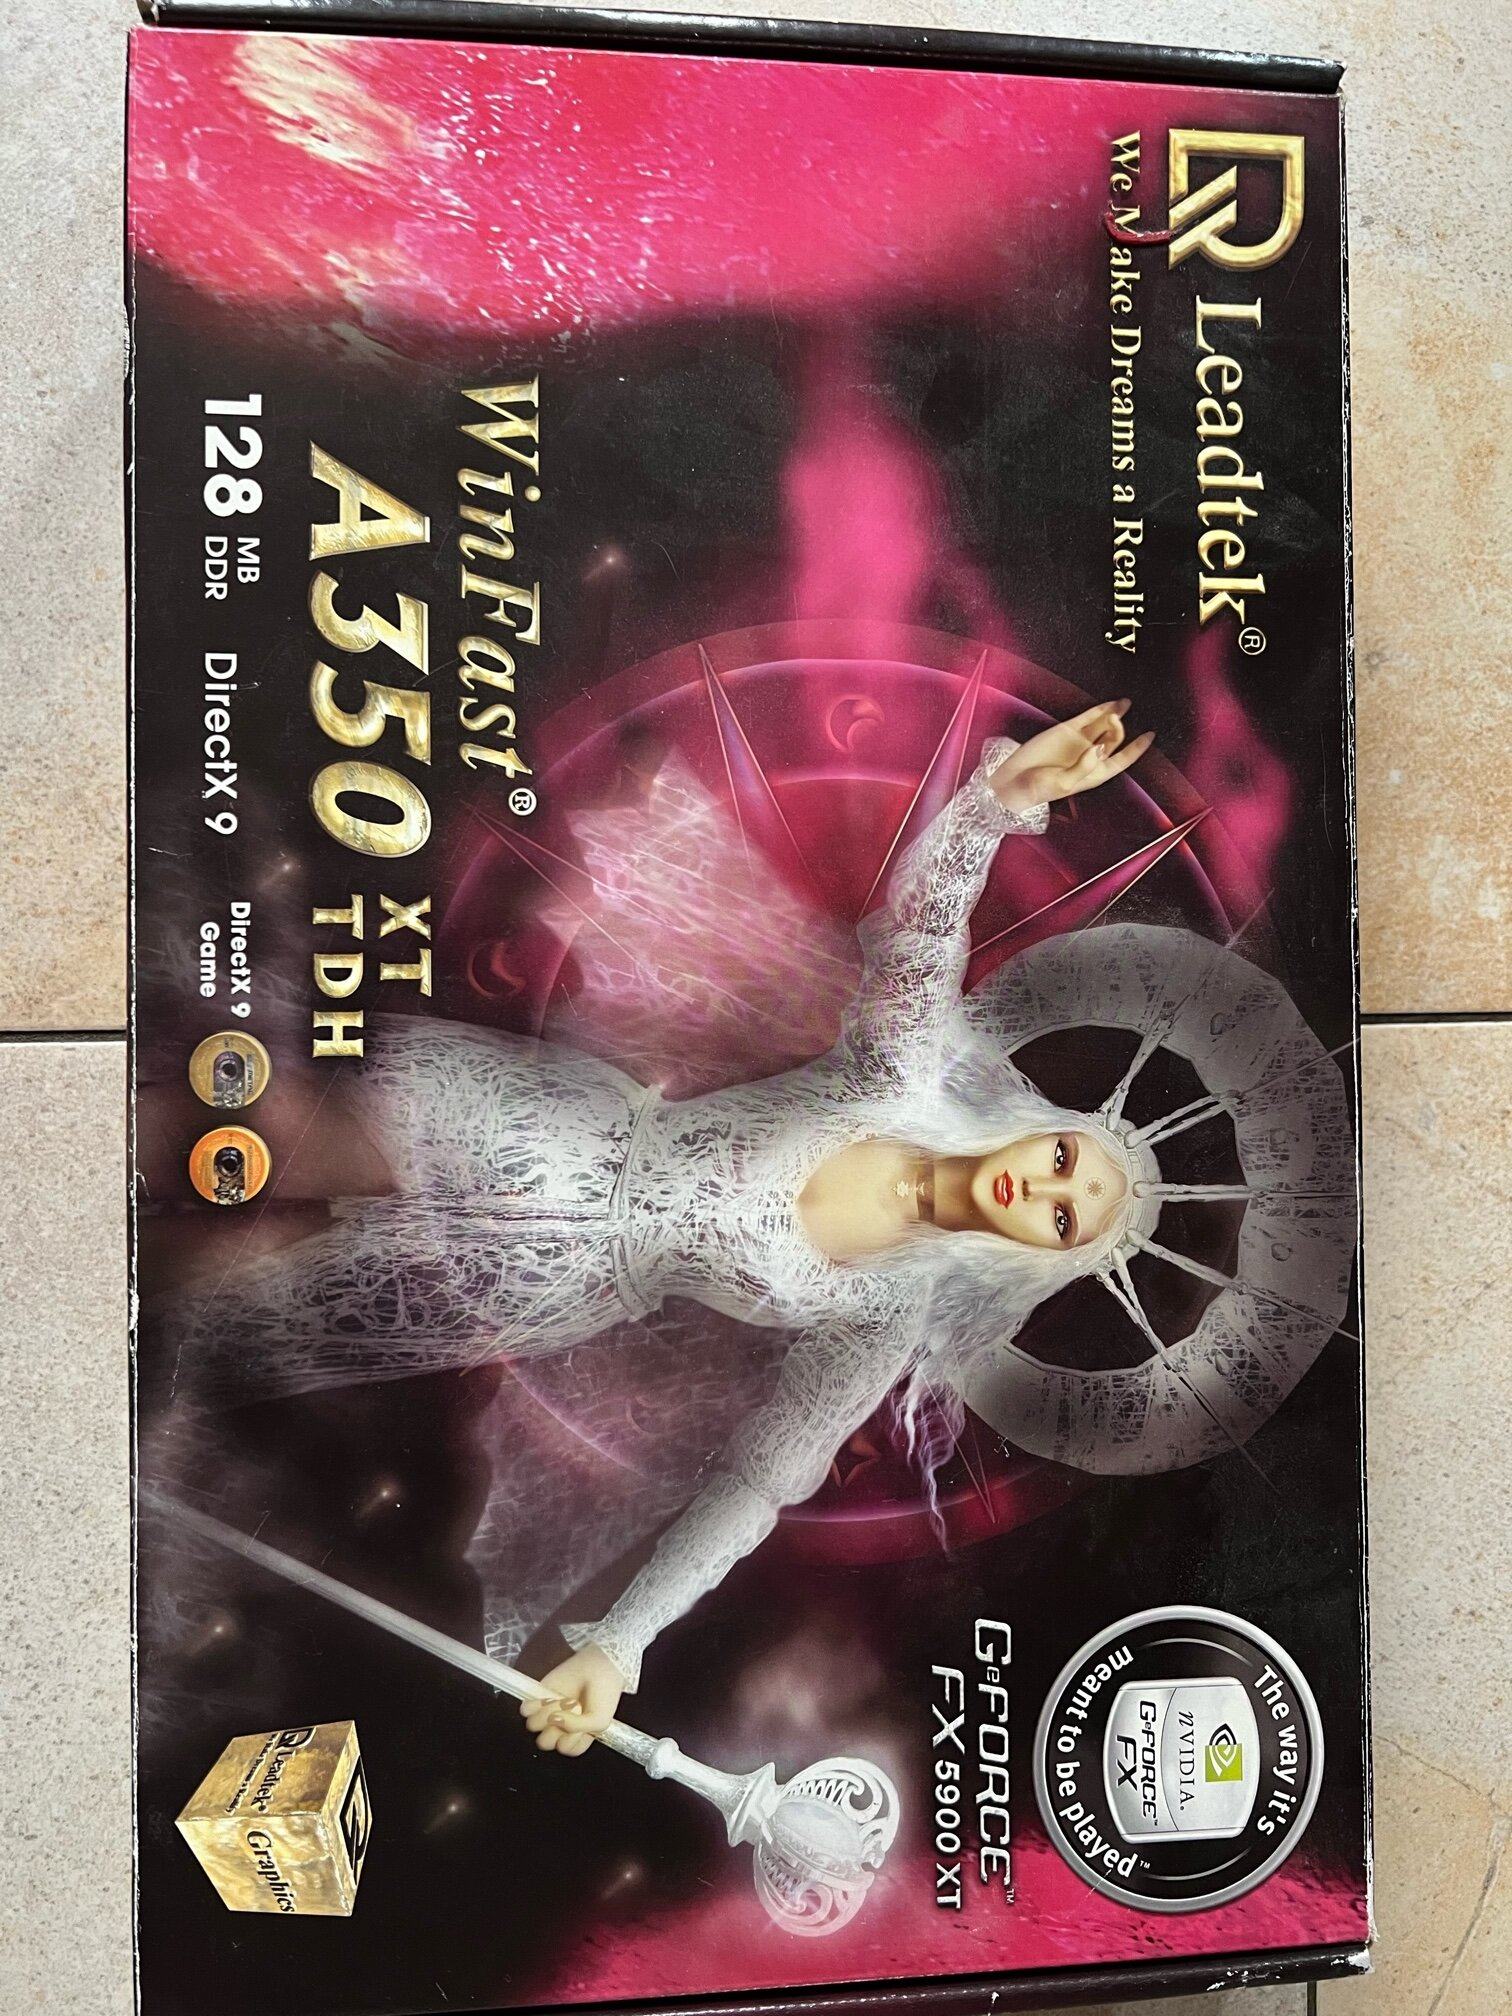 Leadtek®
We Make Dreams a Reality
The way it's
meant to be played™
nVIDIA.
GeFORCE™
FX
GeFORCE™
FX 5900 XT
WinFast®
A350 XT
TDH
128 MB
DDR
DirectX 9
DirectX 9
Game
Leadtek®
Graphics